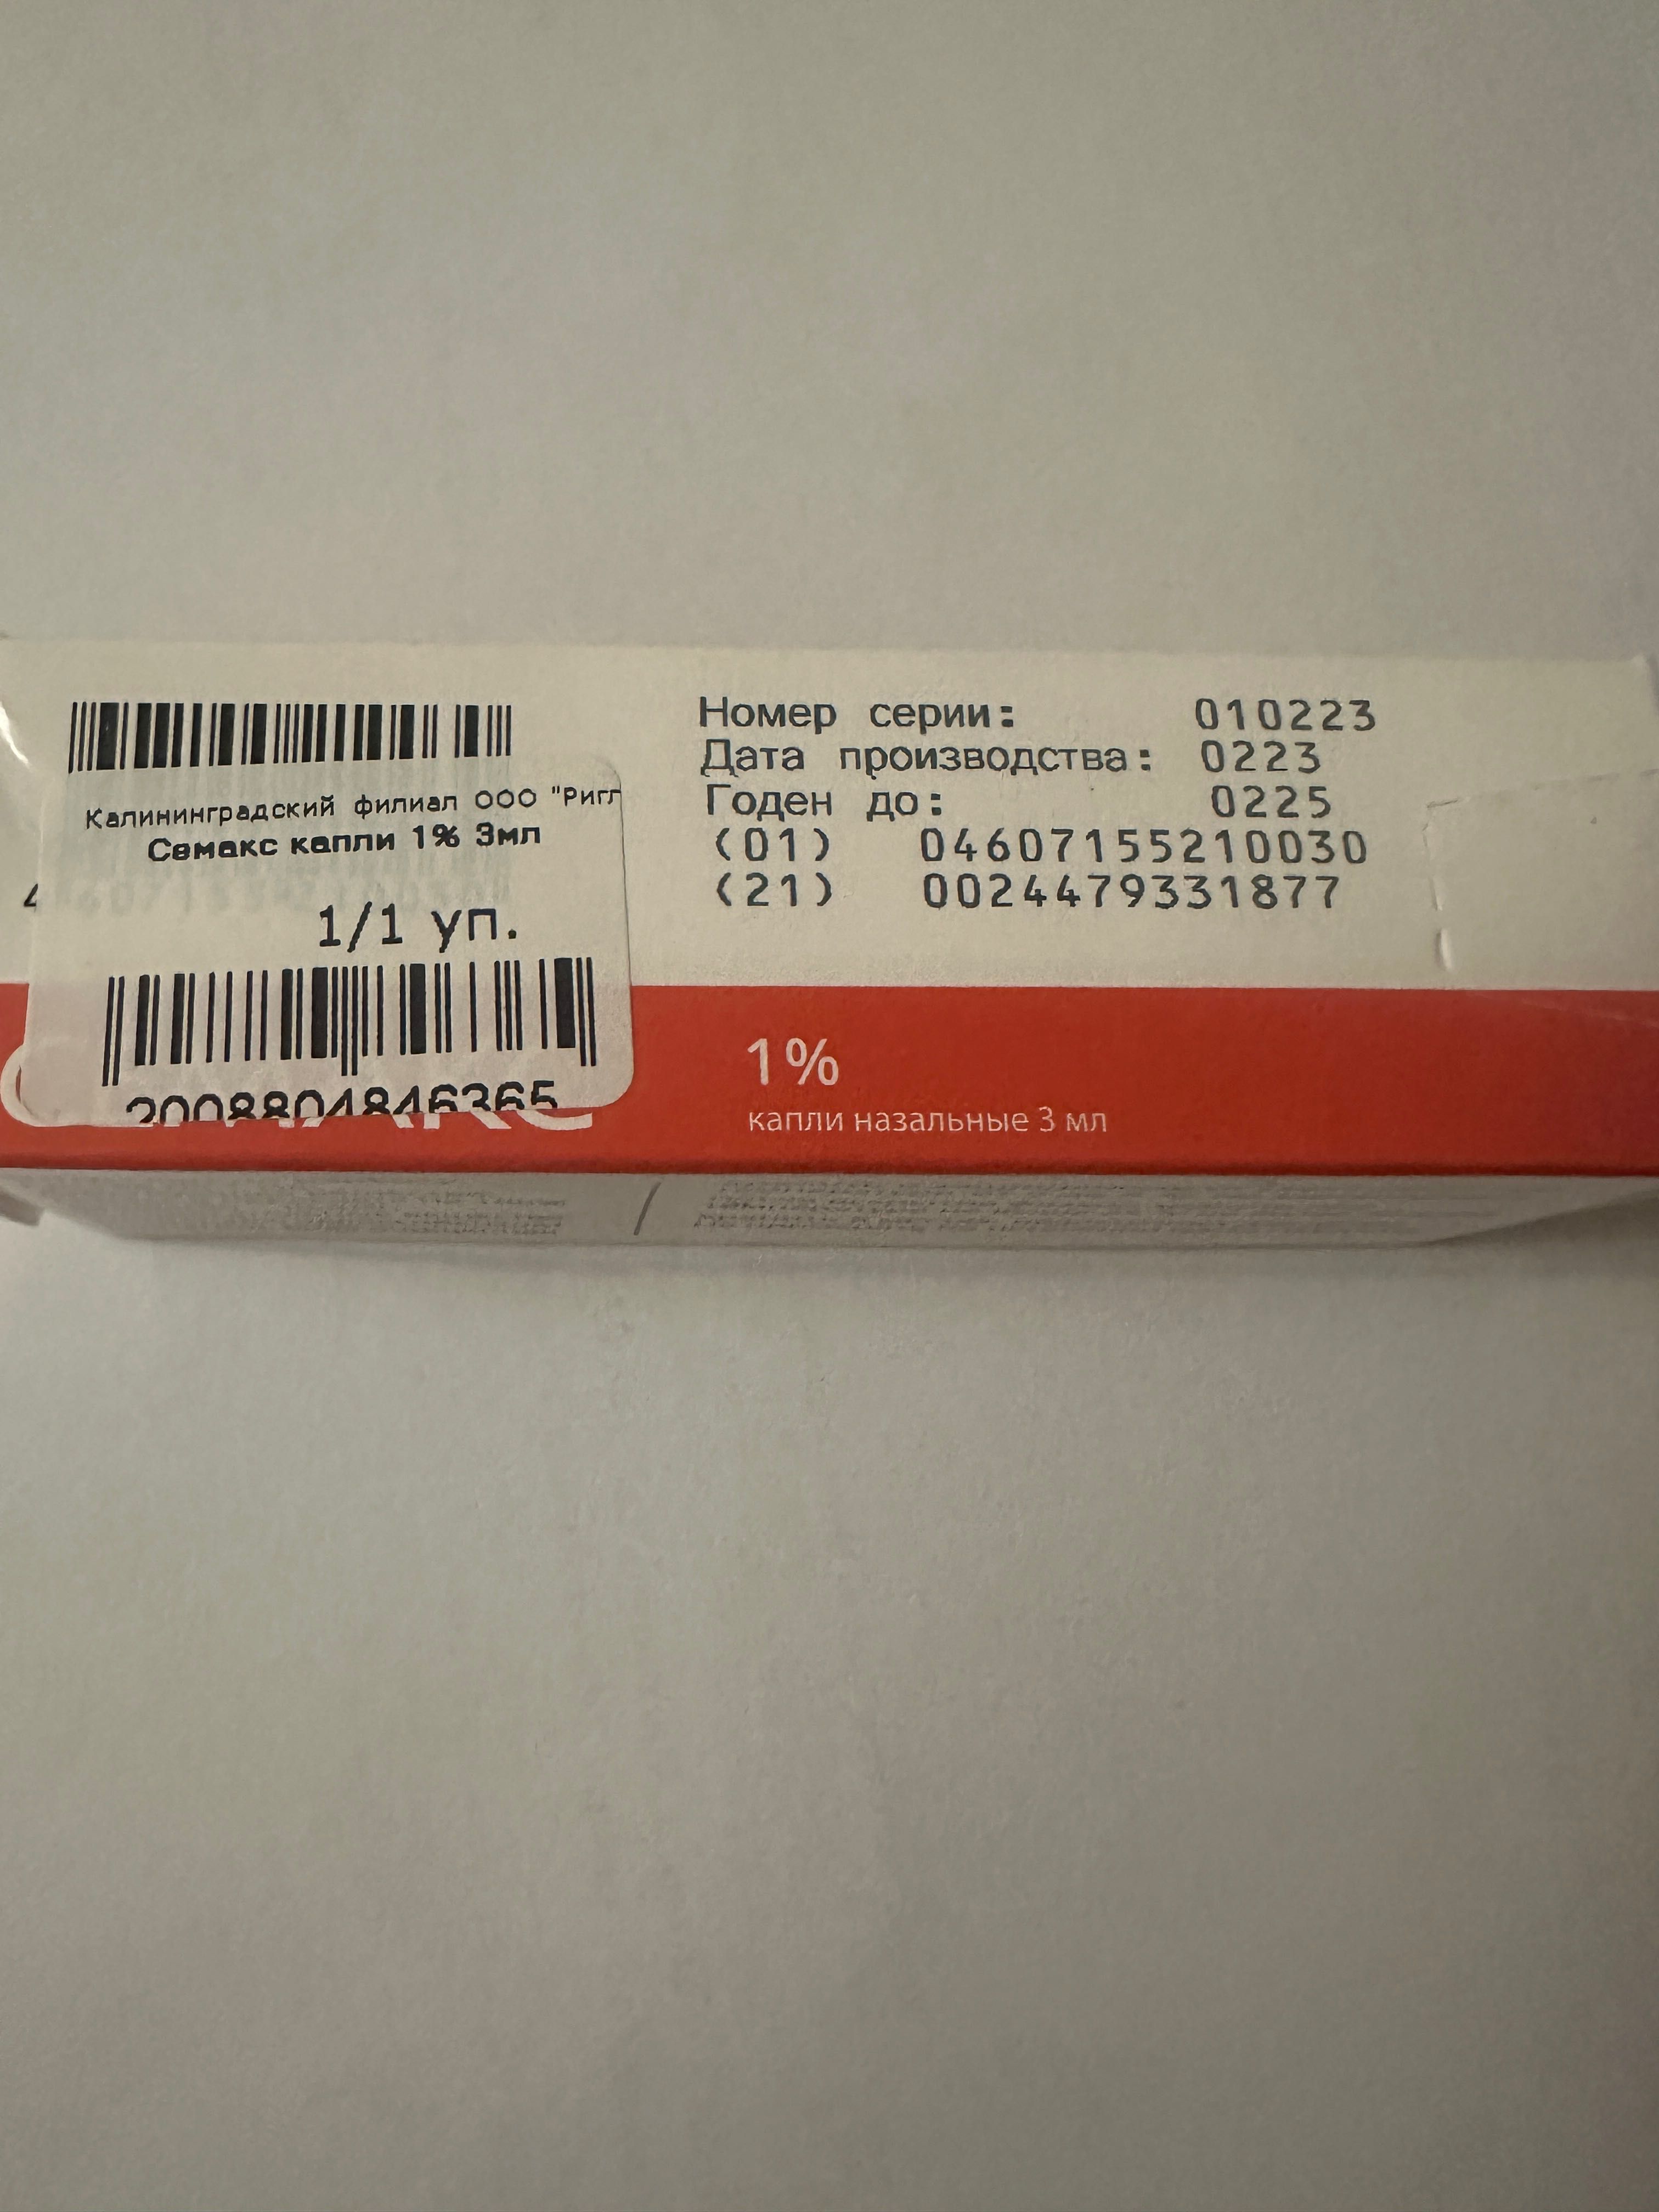 Номер серии: 010223
Дата производства: 0223
Годен до: 0225
(01) 04607155210030
(21) 0024479331877
Калининградский филиал ООО "Ригл
Семакс капли 1% 3мл
1/1 уп.
2008804846365
1%
капли назальные 3 мл